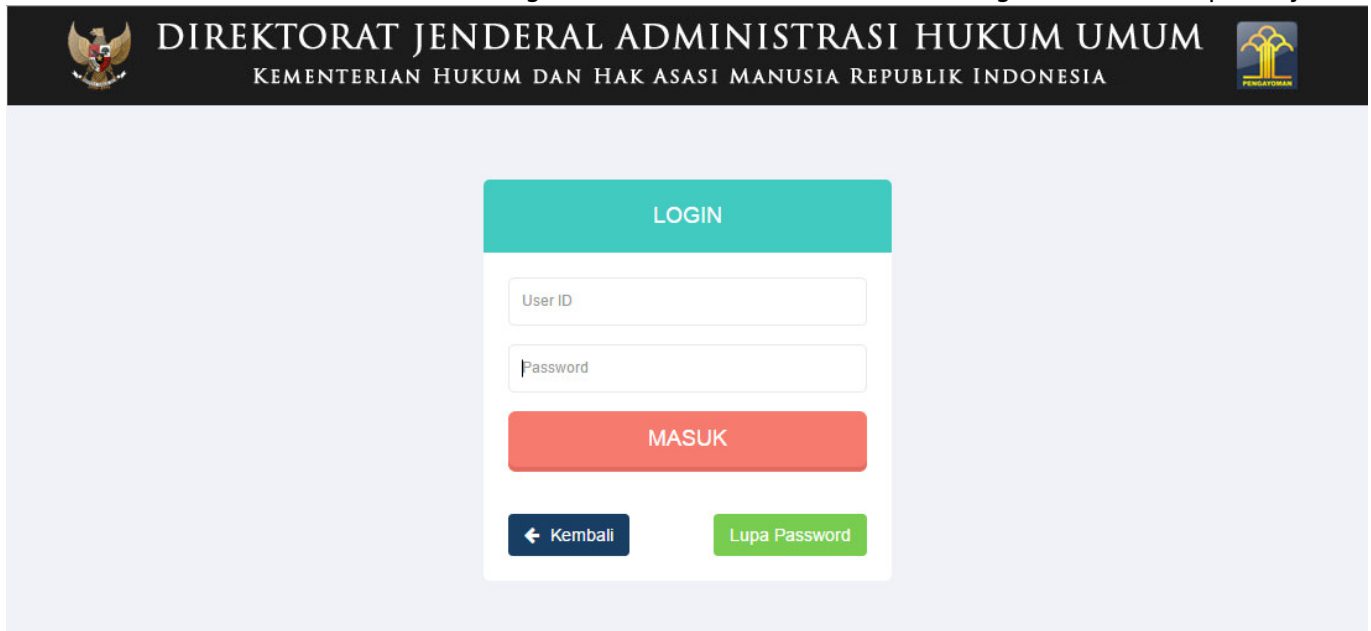 DIREKTORAT JENDERAL ADMINISTRASI HUKUM UMUM
KEMENTERIAN HUKUM DAN HAK ASASI MANUSIA REPUBLIK INDONESIA
PENGAYOMAN
LOGIN
User ID
Password
MASUK
Kembali
Lupa Password